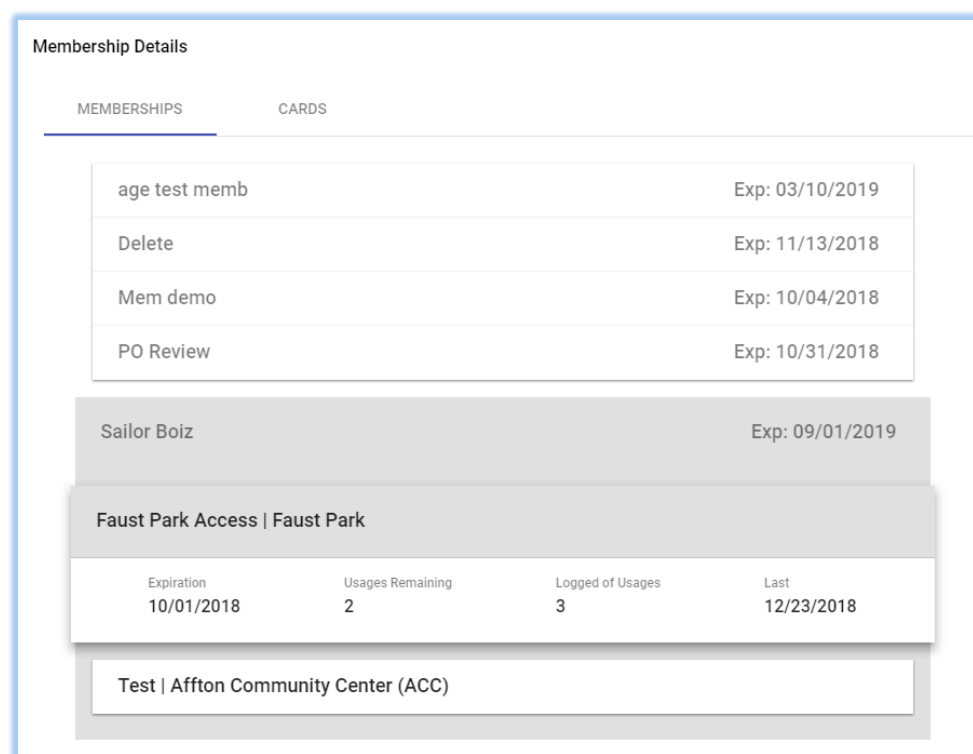 Membership Details
MEMBERSHIPS CARDS
age test memb Exp: 03/10/2019
Delete Exp: 11/13/2018
Mem demo Exp: 10/04/2018
PO Review Exp: 10/31/2018
Sailor Boiz Exp: 09/01/2019
Faust Park Access | Faust Park
Expiration Usages Remaining Logged of Usages Last
10/01/2018 2 3 12/23/2018
Test | Affton Community Center (ACC)